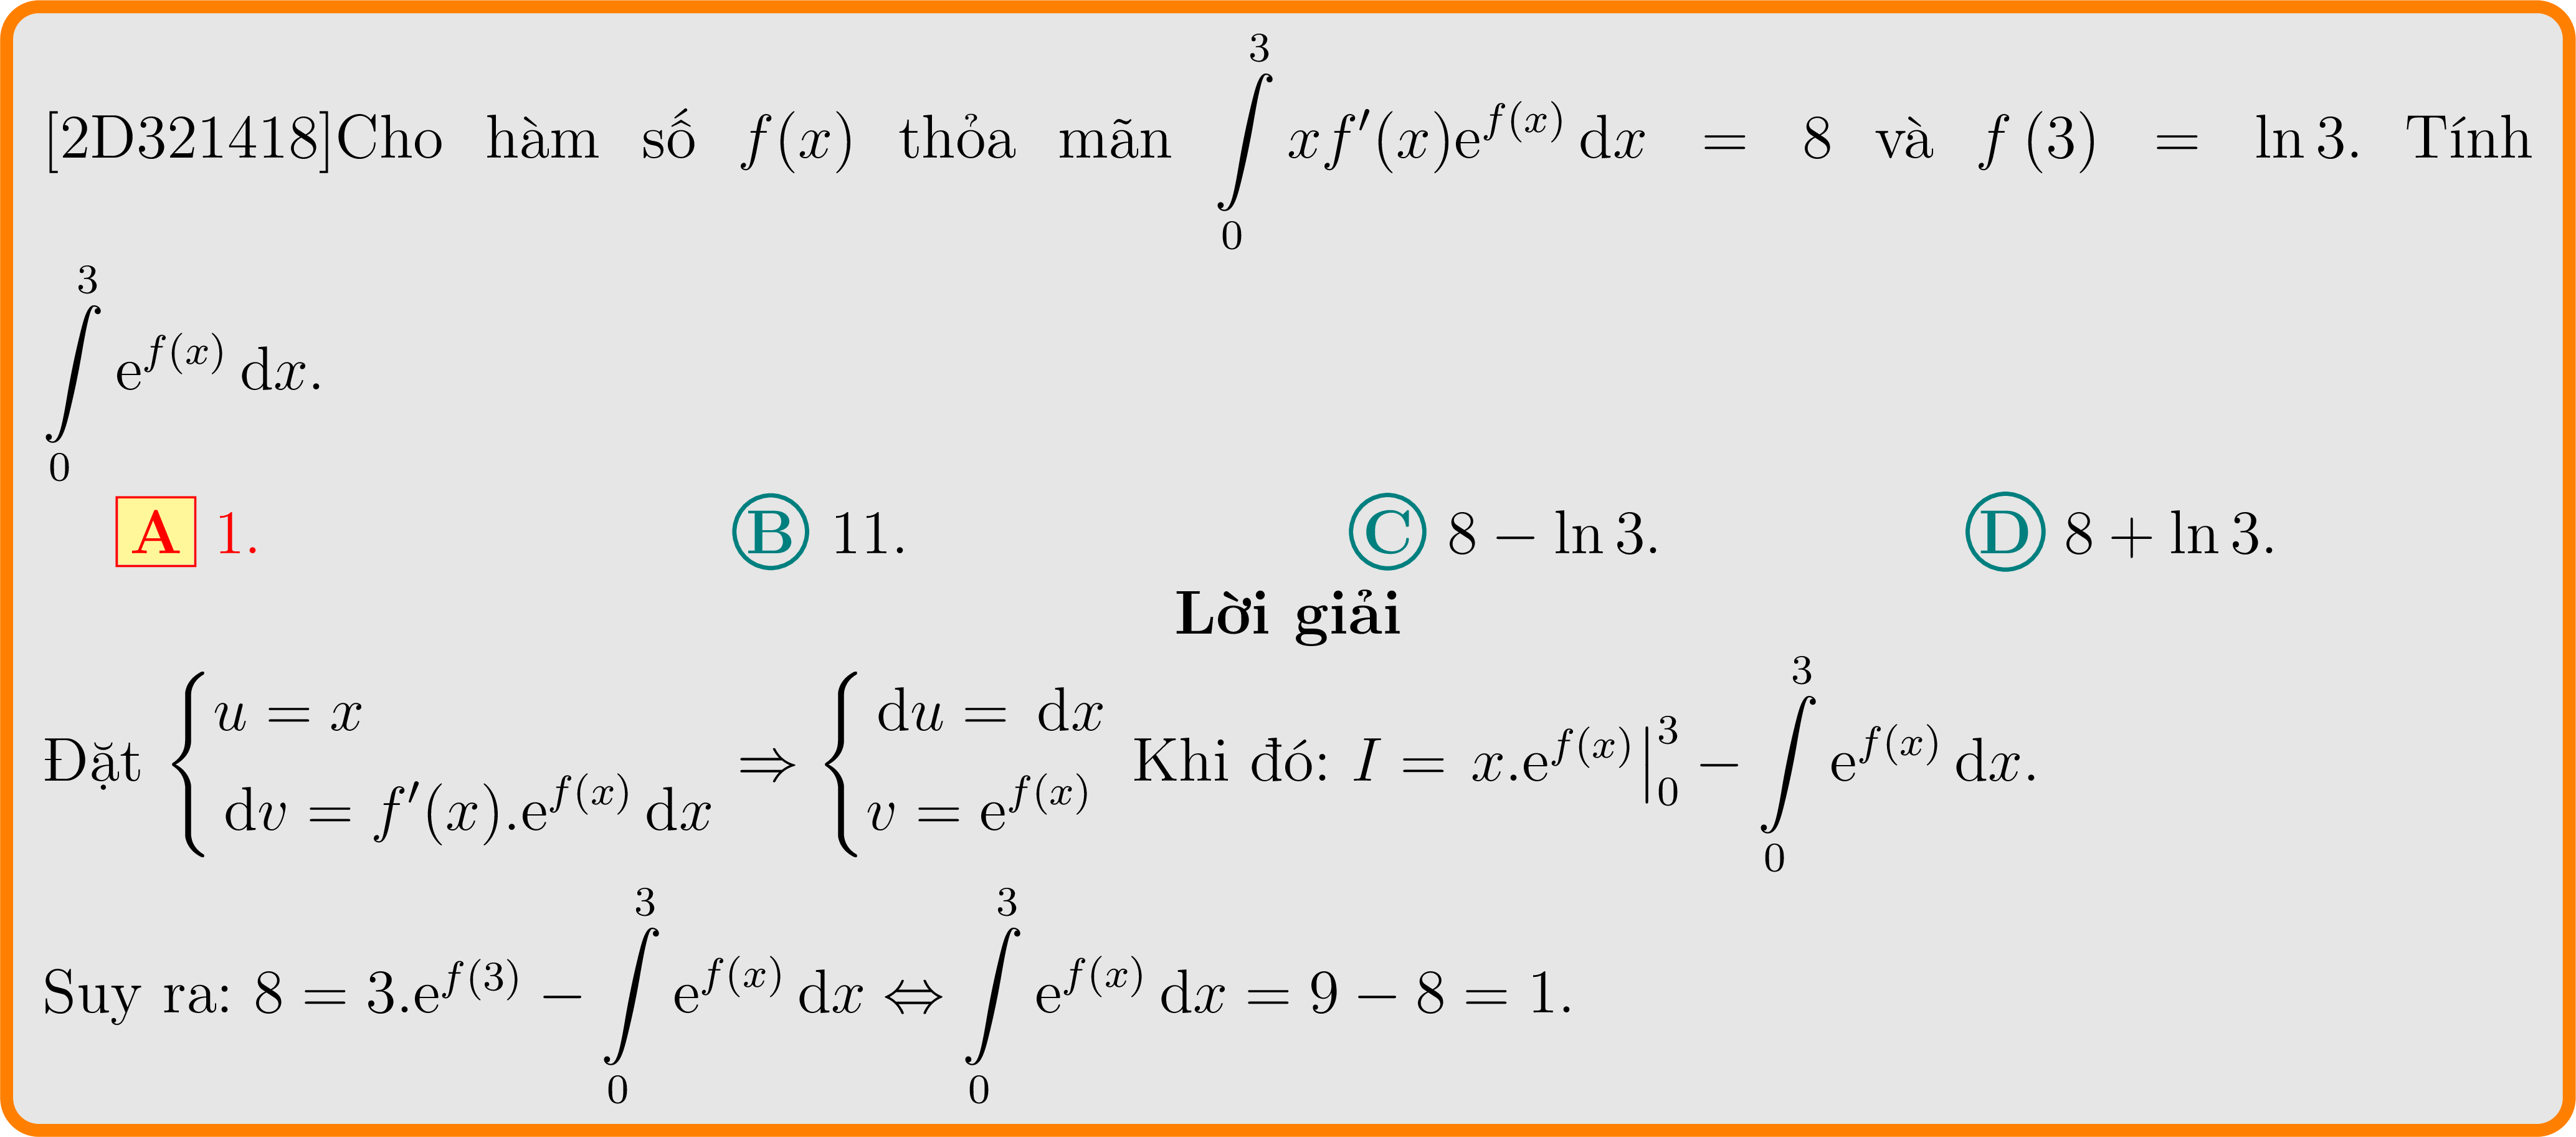 [2D321418]Cho hàm số $f(x)$ thỏa mãn $\int\limits_0^3 xf'(x)\mathrm{e}^{f(x)}\,\mathrm{d}x = 8$ và $f(3) = \ln 3$. Tính
$\int\limits_0^3 \mathrm{e}^{f(x)}\,\mathrm{d}x$.
A 1. B 11. C $8 - \ln 3$. D $8 + \ln 3$.
Lời giải
Đặt $\begin{cases} u = x \\ \mathrm{d}v = f'(x).\mathrm{e}^{f(x)}\,\mathrm{d}x \end{cases} \Rightarrow \begin{cases} \mathrm{d}u = \mathrm{d}x \\ v = \mathrm{e}^{f(x)} \end{cases}$ Khi đó: $I = x.\mathrm{e}^{f(x)}\Big|_0^3 - \int\limits_0^3 \mathrm{e}^{f(x)}\,\mathrm{d}x$.
Suy ra: $8 = 3.\mathrm{e}^{f(3)} - \int\limits_0^3 \mathrm{e}^{f(x)}\,\mathrm{d}x \Leftrightarrow \int\limits_0^3 \mathrm{e}^{f(x)}\,\mathrm{d}x = 9 - 8 = 1$.